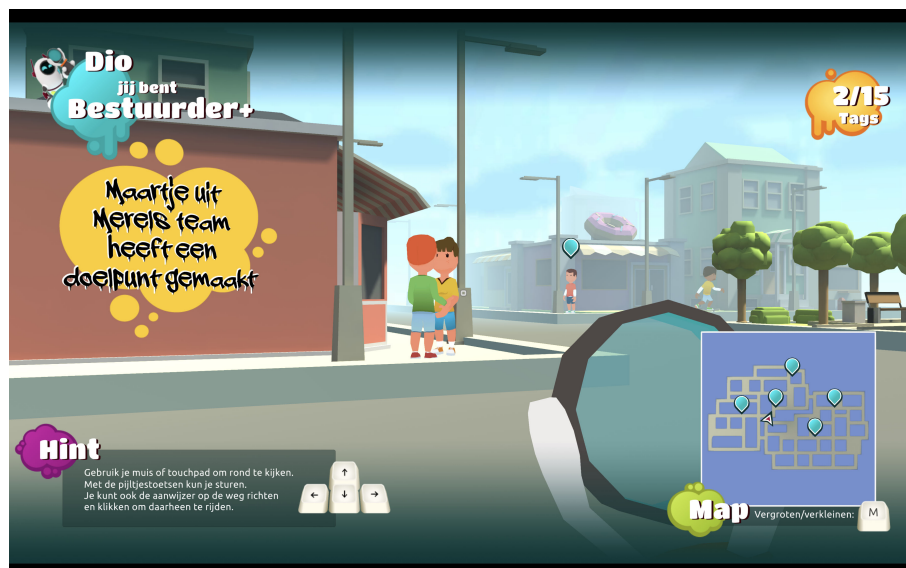 Dio
jij bent
Bestuurder+
2/15
Tags
Maartje uit
Merels team
heeft een
doelpunt gemaakt
Hint
Gebruik je muis of touchpad om rond te kijken.
Met de pijltjestoetsen kun je sturen.
Je kunt ook de aanwijzer op de weg richten
en klikken om daarheen te rijden.
Map
Vergroten/verkleinen:
M